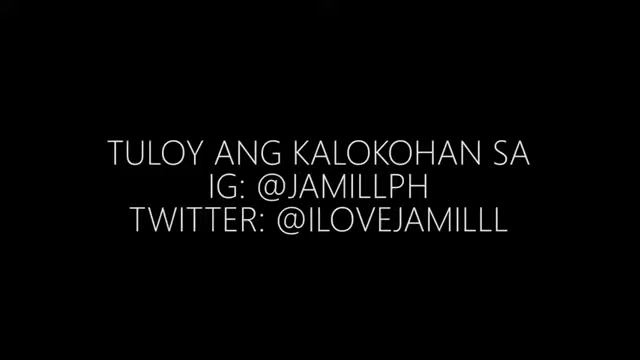 TULOY ANG KALOKOHAN SA
IG: @JAMILLPH
TWITTER: @ILOVEJAMILLL